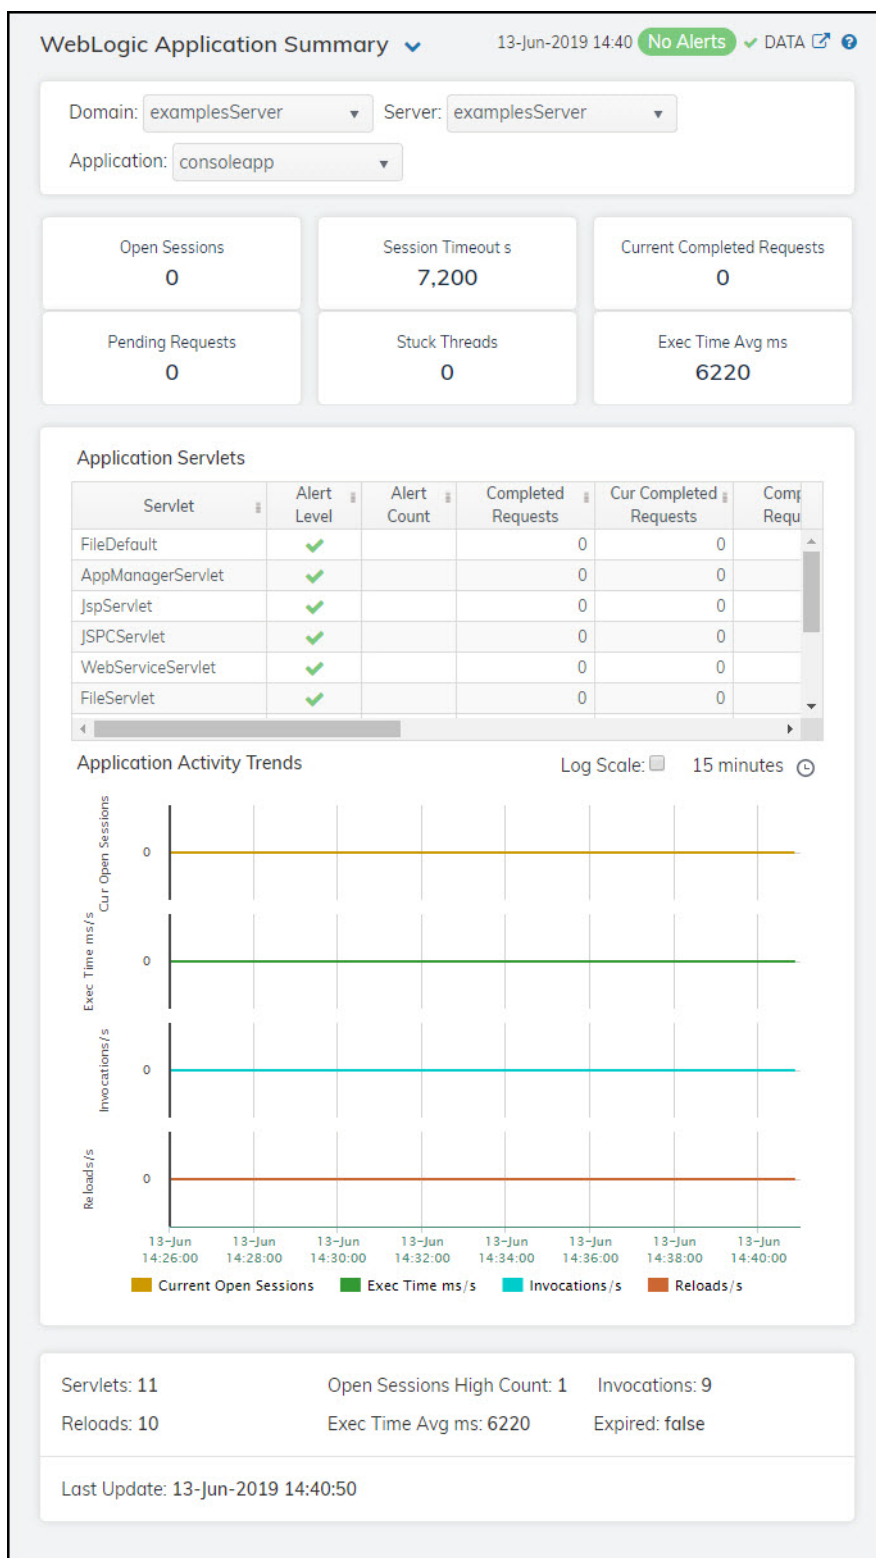 WebLogic Application Summary 13-Jun-2019 14:40 No Alerts DATA
Domain: examplesServer Server: examplesServer
Application: consoleapp
Open Sessions Session Timeout s Current Completed Requests
0 7,200 0
Pending Requests Stuck Threads Exec Time Avg ms
0 0 6220
Application Servlets
Servlet Alert Level Alert Count Completed Requests Cur Completed Requests
FileDefault 0 0
AppManagerServlet 0 0
JspServlet 0 0
JSPCServlet 0 0
WebServiceServlet 0 0
FileServlet 0 0
Application Activity Trends Log Scale: 15 minutes
Cur Open Sessions
0
Exec Time ms/s
0
Invocations/s
0
Reloads/s
0
13-Jun 13-Jun 13-Jun 13-Jun 13-Jun 13-Jun 13-Jun 13-Jun
14:26:00 14:28:00 14:30:00 14:32:00 14:34:00 14:36:00 14:38:00 14:40:00
Current Open Sessions Exec Time ms/s Invocations/s Reloads/s
Servlets: 11 Open Sessions High Count: 1 Invocations: 9
Reloads: 10 Exec Time Avg ms: 6220 Expired: false
Last Update: 13-Jun-2019 14:40:50